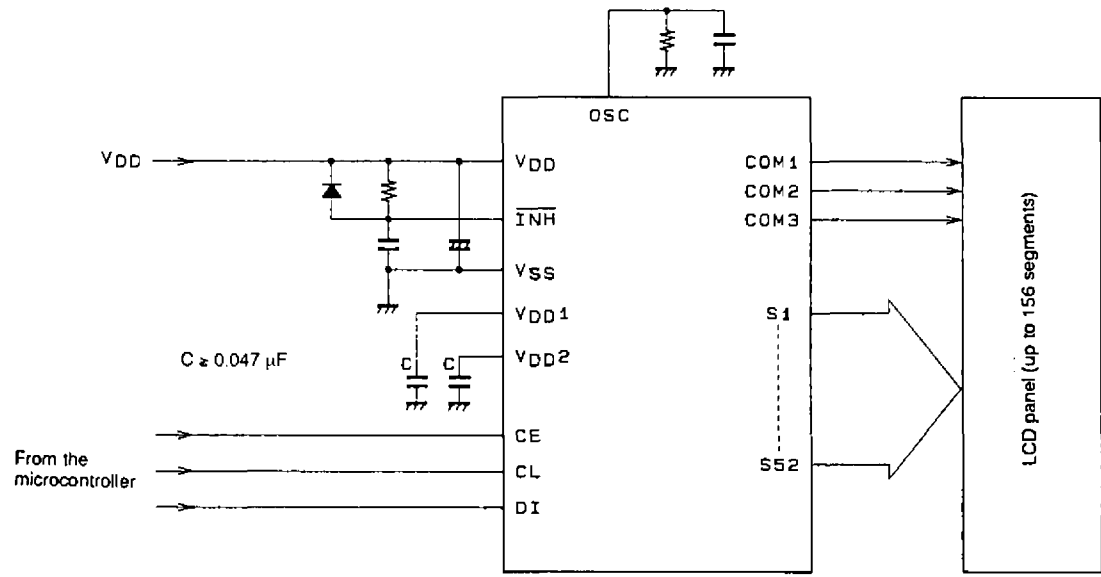 OSC
VDD
VDD
INH
VSS
VDD1
VDD2
C
C
C ≥ 0.047 µF
CE
CL
DI
From the
microcontroller
COM1
COM2
COM3
S1
S52
LCD panel (up to 156 segments)